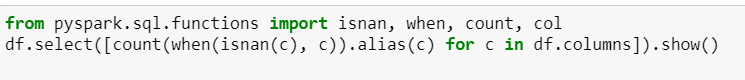 from pyspark.sql.functions import isnan, when, count, col
df.select([count(when(isnan(c), c)).alias(c) for c in df.columns]).show()